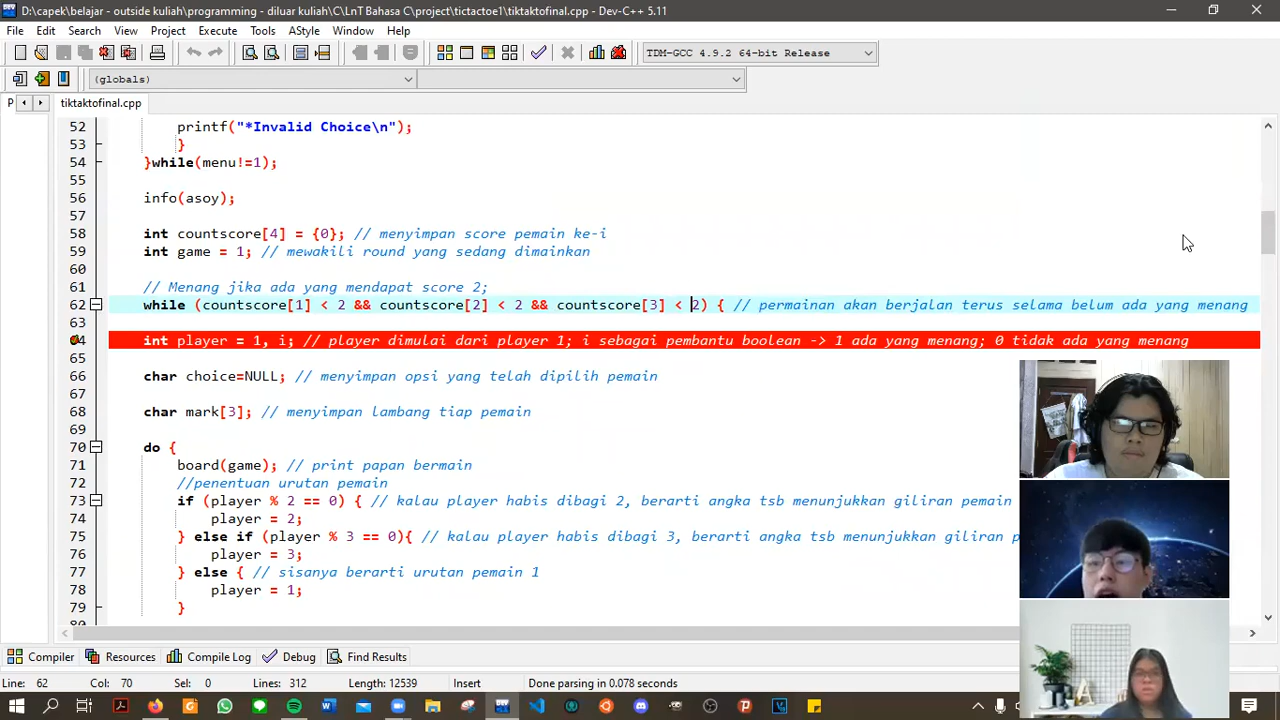 D:\capek\belajar - outside kuliah\programming - diluar kuliah\C\LnT Bahasa C\project\tictactoe1\tiktaktofinal.cpp - Dev-C++ 5.11
File Edit Search View Project Execute Tools AStyle Window Help
TDM-GCC 4.9.2 64-bit Release
(globals)
P tiktaktofinal.cpp
52 printf("*Invalid Choice\n");
53 }
54 }while(menu!=1);
55
56 info(asoy);
57
58 int countscore[4] = {0}; // menyimpan score pemain ke-i
59 int game = 1; // mewakili round yang sedang dimainkan
60
61 // Menang jika ada yang mendapat score 2;
62 while (countscore[1] < 2 && countscore[2] < 2 && countscore[3] < 2) { // permainan akan berjalan terus selama belum ada yang menang
63
64 int player = 1, i; // player dimulai dari player 1; i sebagai pembantu boolean -> 1 ada yang menang; 0 tidak ada yang menang
65
66 char choice=NULL; // menyimpan opsi yang telah dipilih pemain
67
68 char mark[3]; // menyimpan lambang tiap pemain
69
70 do {
71 board(game); // print papan bermain
72 //penentuan urutan pemain
73 if (player % 2 == 0) { // kalau player habis dibagi 2, berarti angka tsb menunjukkan giliran pemain
74 player = 2;
75 } else if (player % 3 == 0){ // kalau player habis dibagi 3, berarti angka tsb menunjukkan giliran p
76 player = 3;
77 } else { // sisanya berarti urutan pemain 1
78 player = 1;
79 }
80
Compiler Resources Compile Log Debug Find Results
Line: 62 Col: 70 Sel: 0 Lines: 312 Length: 12539 Insert Done parsing in 0.078 seconds